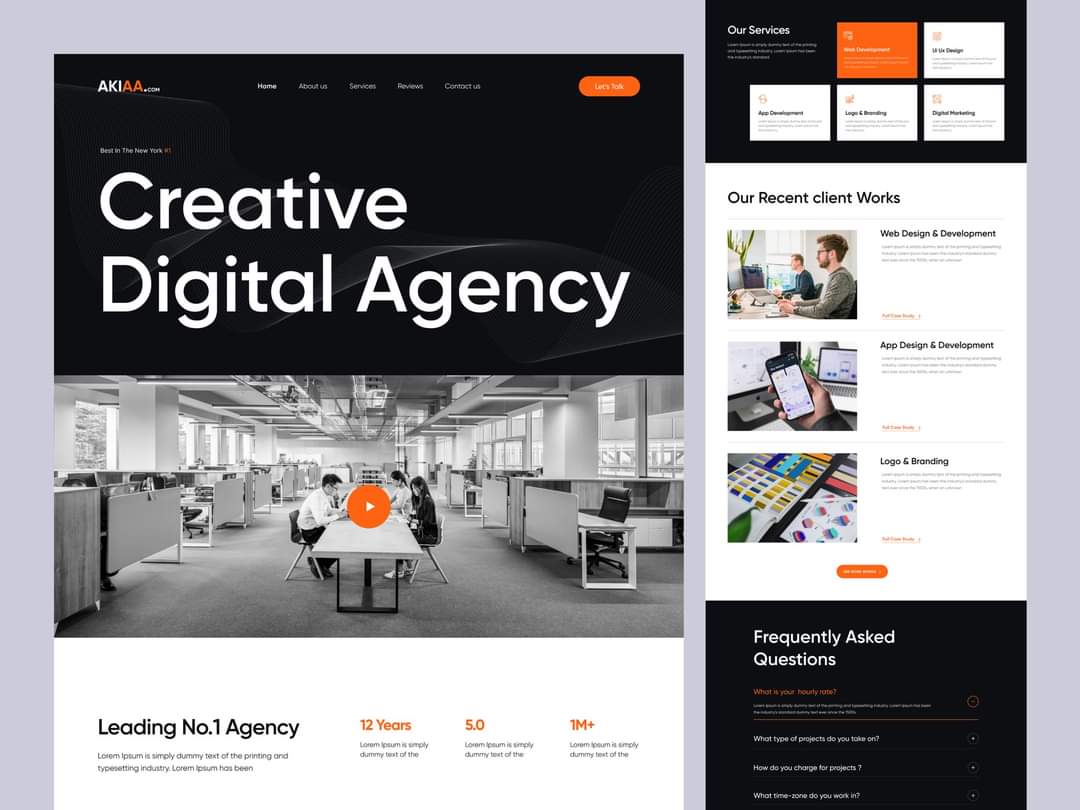 AKIAA.COM
Home
About us
Services
Reviews
Contact us
Let's Talk
Best In The New York #1
Creative
Digital Agency
Leading No.1 Agency
Lorem Ipsum is simply dummy text of the printing and
typesetting industry. Lorem Ipsum has been
12 Years
Lorem Ipsum is simply
dummy text of the
5.0
Lorem Ipsum is simply
dummy text of the
1M+
Lorem Ipsum is simply
dummy text of the
Our Services
Lorem Ipsum is simply dummy text of the printing
and typesetting industry. Lorem Ipsum has been
the industry's standard
Web Development
UI Ux Design
App Development
Logo & Branding
Digital Marketing
Our Recent client Works
Web Design & Development
Lorem Ipsum is simply dummy text of the printing and typesetting
industry. Lorem Ipsum has been the industry's standard dummy
text ever since the 1500s, when an unknown
Full Case Study
App Design & Development
Lorem Ipsum is simply dummy text of the printing and typesetting
industry. Lorem Ipsum has been the industry's standard dummy
text ever since the 1500s, when an unknown
Full Case Study
Logo & Branding
Lorem Ipsum is simply dummy text of the printing and typesetting
industry. Lorem Ipsum has been the industry's standard dummy
text ever since the 1500s, when an unknown
Full Case Study
Frequently Asked
Questions
What is your hourly rate?
Lorem Ipsum is simply dummy text of the printing and typesetting industry. Lorem Ipsum has been
the industry's standard dummy text ever since the 1500s
What type of projects do you take on?
How do you charge for projects ?
What time-zone do you work in?